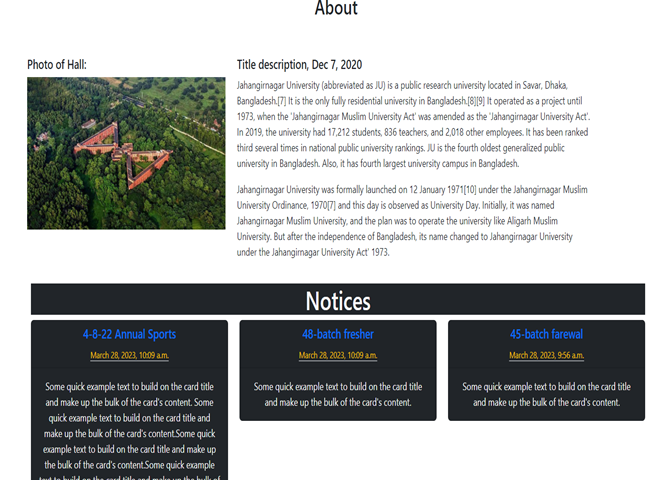 About
Photo of Hall:
Title description, Dec 7, 2020
Jahangirnagar University (abbreviated as JU) is a public research university located in Savar, Dhaka,
Bangladesh.[7] It is the only fully residential university in Bangladesh.[8][9] It operated as a project until
1973, when the 'Jahangirnagar Muslim University Act' was amended as the 'Jahangirnagar University Act'.
In 2019, the university had 17,212 students, 836 teachers, and 2,018 other employees. It has been ranked
third several times in national public university rankings. JU is the fourth oldest generalized public
university in Bangladesh. Also, it has fourth largest university campus in Bangladesh.
Jahangirnagar University was formally launched on 12 January 1971[10] under the Jahangirnagar Muslim
University Ordinance, 1970[7] and this day is observed as University Day. Initially, it was named
Jahangirnagar Muslim University, and the plan was to operate the university like Aligarh Muslim
University. But after the independence of Bangladesh, its name changed to Jahangirnagar University
under the Jahangirnagar University Act' 1973.
Notices
4-8-22 Annual Sports
March 28, 2023, 10:09 a.m.
Some quick example text to build on the card title
and make up the bulk of the card's content. Some
quick example text to build on the card title and
make up the bulk of the card's content.Some quick
example text to build on the card title and make up
the bulk of the card's content.Some quick example
text to build on the card title and make up the bulk of
48-batch fresher
March 28, 2023, 10:09 a.m.
Some quick example text to build on the card title
and make up the bulk of the card's content.
45-batch farewal
March 28, 2023, 9:56 a.m.
Some quick example text to build on the card title
and make up the bulk of the card's content.